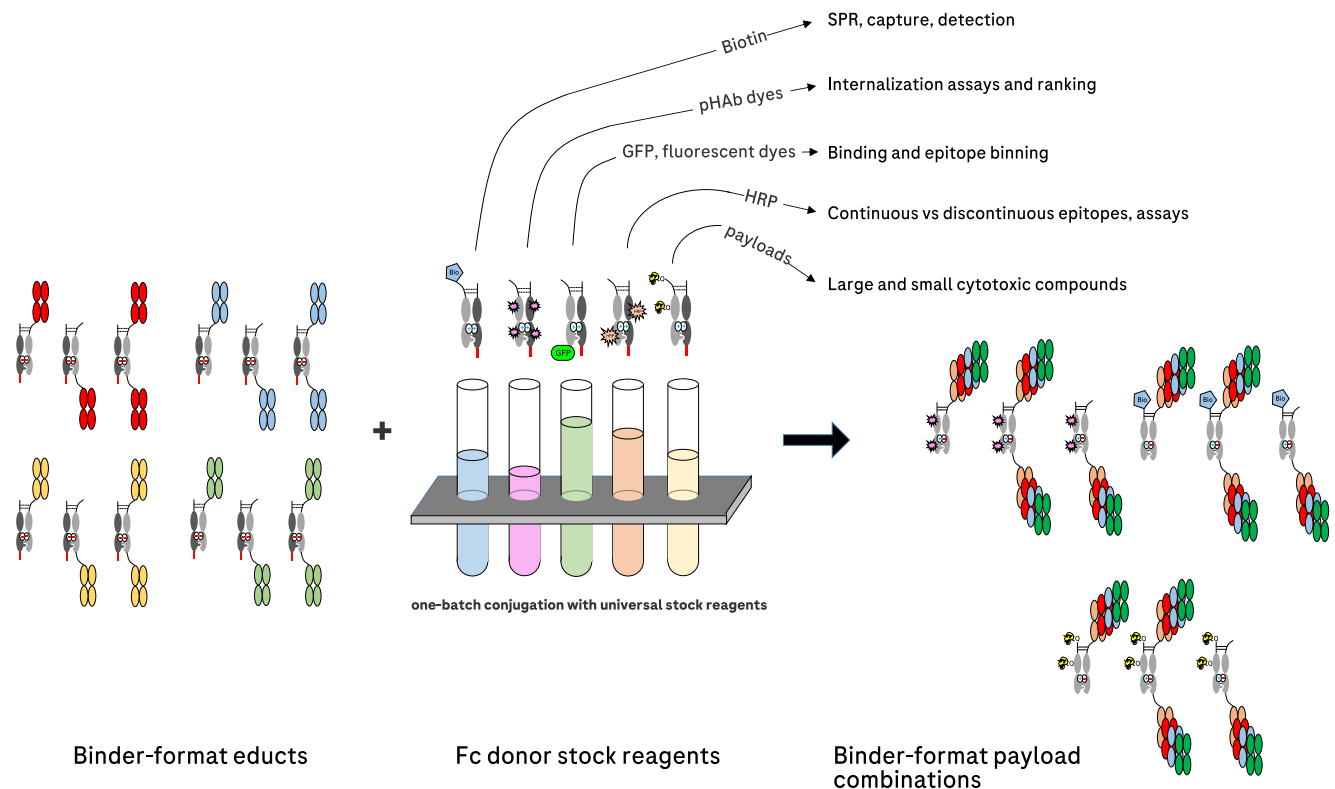 Biotin
SPR, capture, detection
pHAb dyes
Internalization assays and ranking
GFP, fluorescent dyes
Binding and epitope binning
HRP
Continuous vs discontinuous epitopes, assays
payloads
Large and small cytotoxic compounds
Bio
GFP
+
Bio
Bio
Bio
one-batch conjugation with universal stock reagents
Binder-format educts
Fc donor stock reagents
Binder-format payload
combinations